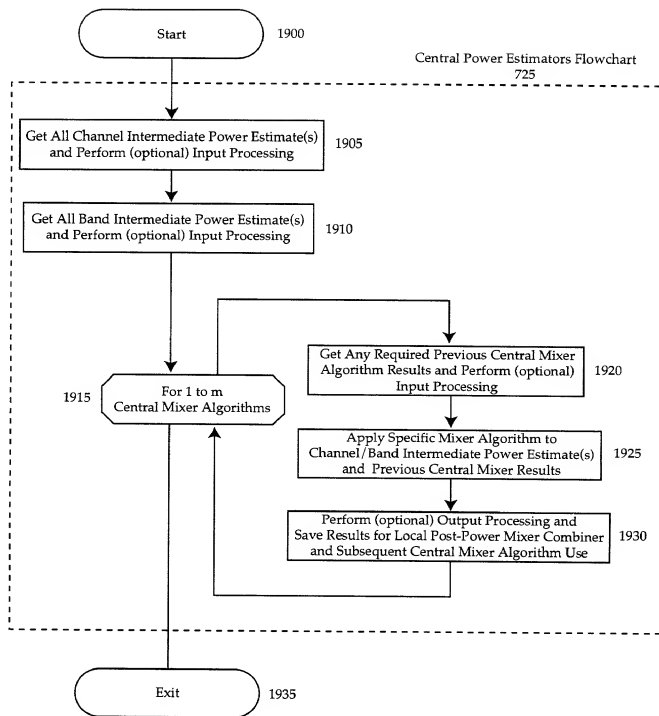 Start
1900
Central Power Estimators Flowchart
725
Get All Channel Intermediate Power Estimate(s)
and Perform (optional) Input Processing
1905
Get All Band Intermediate Power Estimate(s)
and Perform (optional) Input Processing
1910
1915
For 1 to m
Central Mixer Algorithms
Get Any Required Previous Central Mixer
Algorithm Results and Perform (optional)
Input Processing
1920
Apply Specific Mixer Algorithm to
Channel/Band Intermediate Power Estimate(s)
and Previous Central Mixer Results
1925
Perform (optional) Output Processing and
Save Results for Local Post-Power Mixer Combiner
and Subsequent Central Mixer Algorithm Use
1930
Exit
1935